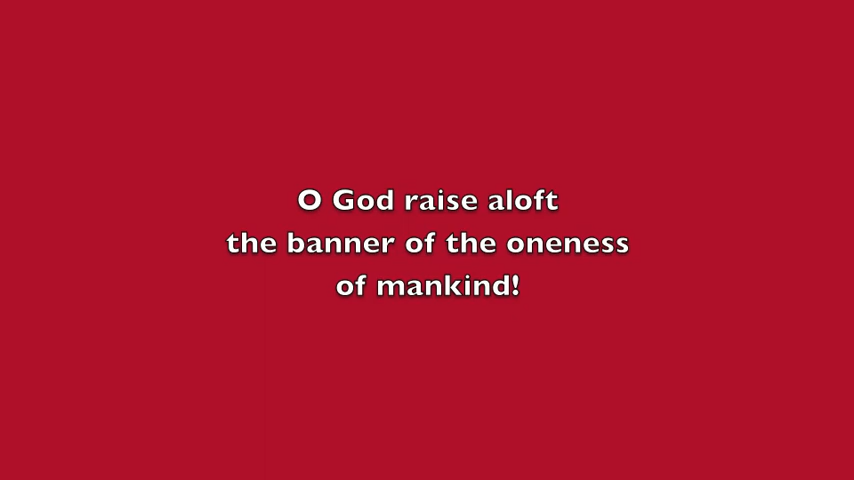 O God raise aloft
the banner of the oneness
of mankind!